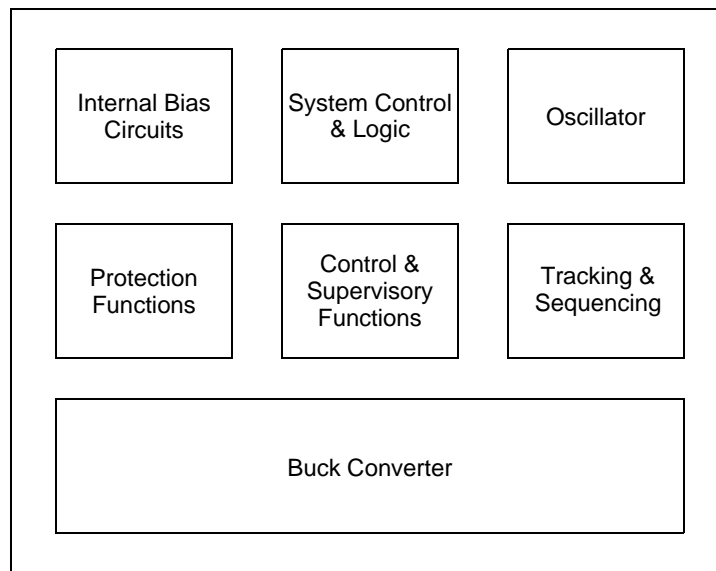 Internal Bias
Circuits
System Control
& Logic
Oscillator
Protection
Functions
Control &
Supervisory
Functions
Tracking &
Sequencing
Buck Converter